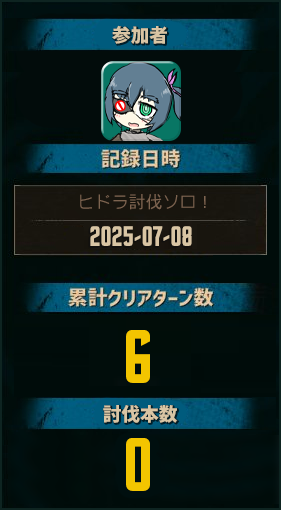 参加者
記録日時
ヒドラ討伐ソロ！
2025-07-08
累計クリアターン数
6
討伐本数
0